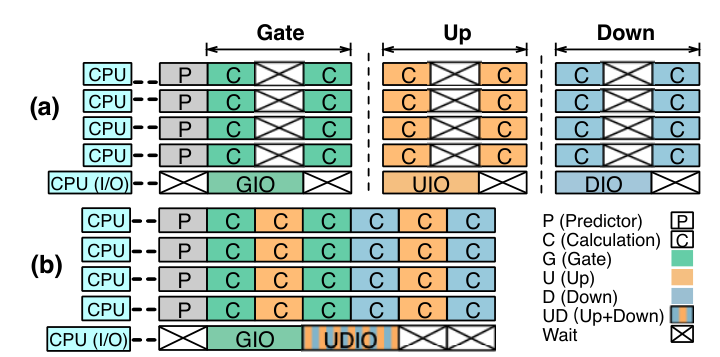 Gate Up Down
CPU P C C C C C C
CPU P C C C C C C
(a)
CPU P C C C C C C
CPU P C C C C C C
CPU (I/O) GIO UIO DIO
CPU P C C C C C C
CPU P C C C C C C
(b)
CPU P C C C C C C
CPU P C C C C C C
CPU (I/O) GIO UDIO
P (Predictor) P
C (Calculation) C
G (Gate)
U (Up)
D (Down)
UD (Up+Down)
Wait